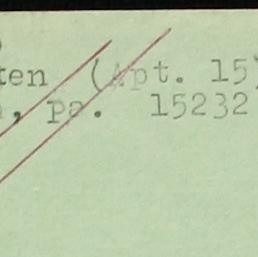 ten (Apt. 15)
, pa. 15232